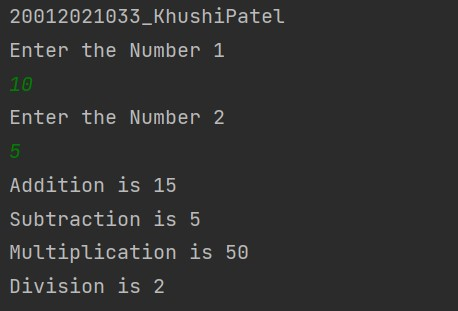 20012021033_KhushiPatel
Enter the Number 1
10
Enter the Number 2
5
Addition is 15
Subtraction is 5
Multiplication is 50
Division is 2